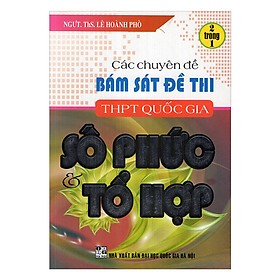 NGƯT, ThS. LÊ HOÀNH PHÒ
2 trong 1
Các chuyên đề
BÁM SÁT ĐỀ THI
THPT QUỐC GIA
SỐ PHỨC
&
TỔ HỢP
NHÀ XUẤT BẢN ĐẠI HỌC QUỐC GIA HÀ NỘI